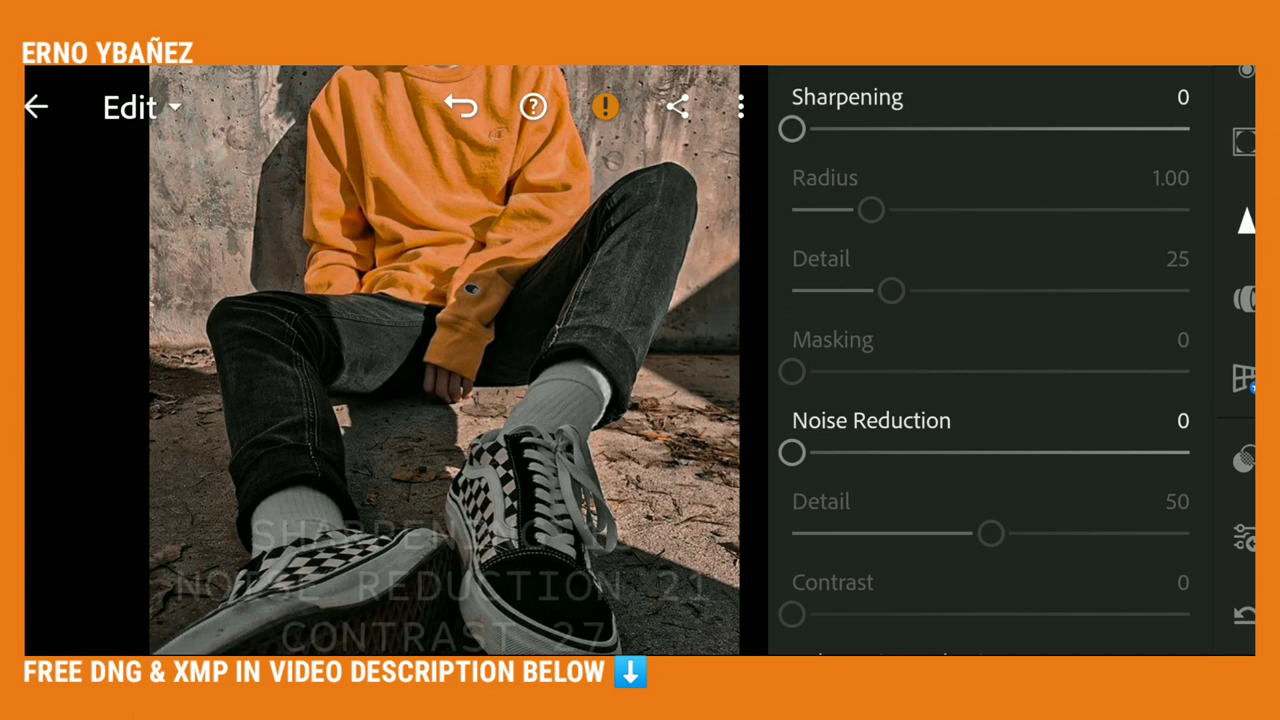 ERNO YBAÑEZ
Edit
Sharpening 0
Radius 1.00
Detail 25
Masking 0
Noise Reduction 0
Detail 50
Contrast 0
SHARPENING
NOISE REDUCTION 21
CONTRAST 27
FREE DNG & XMP IN VIDEO DESCRIPTION BELOW ⬇